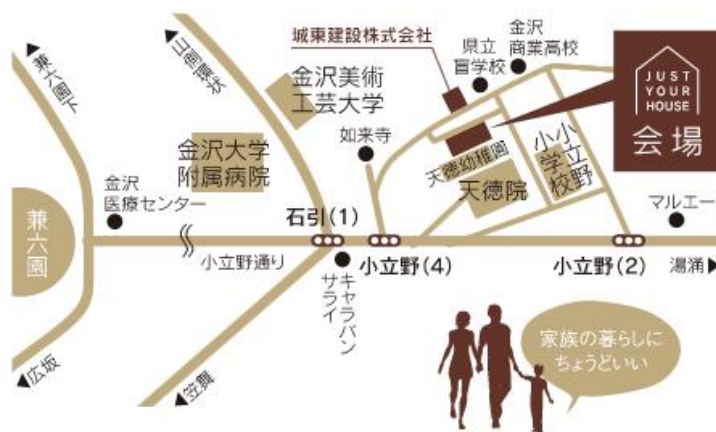 兼六園下
山側環状
城東建設株式会社
県立
盲学校
金沢
商業高校
JUST
YOUR
HOUSE
会場
金沢美術
工芸大学
如来寺
金沢大学
附属病院
天徳幼稚園
天徳院
小立野
小学校
金沢
医療センター
兼六園
石引(1)
マルエー
小立野通り
キャラバン
サライ
小立野(4)
小立野(2)
湯涌
広坂
笠舞
家族の暮らしに
ちょうどいい